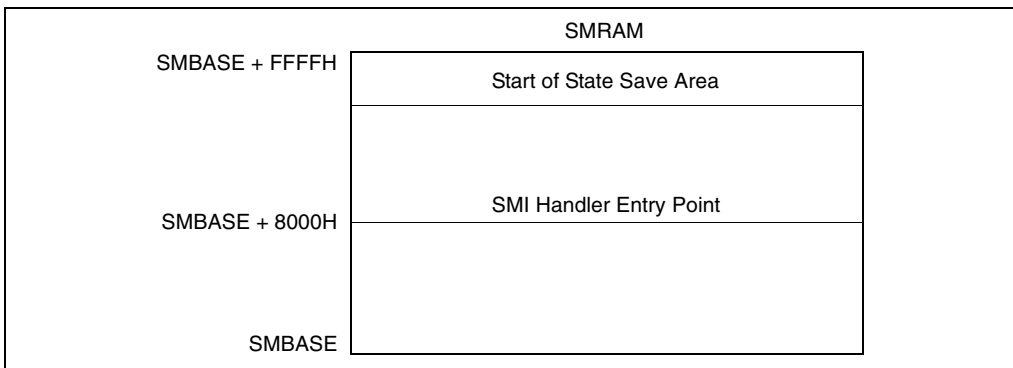 SMRAM
SMBASE + FFFFH
Start of State Save Area
SMI Handler Entry Point
SMBASE + 8000H
SMBASE